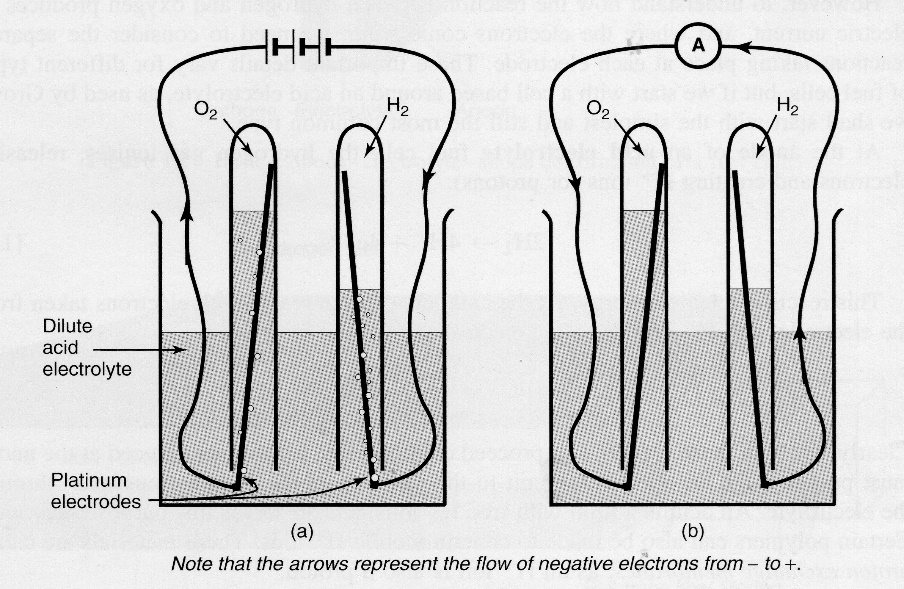 A
O2
H2
O2
H2
Dilute
acid
electrolyte
Platinum
electrodes
(a)
(b)
Note that the arrows represent the flow of negative electrons from – to +.